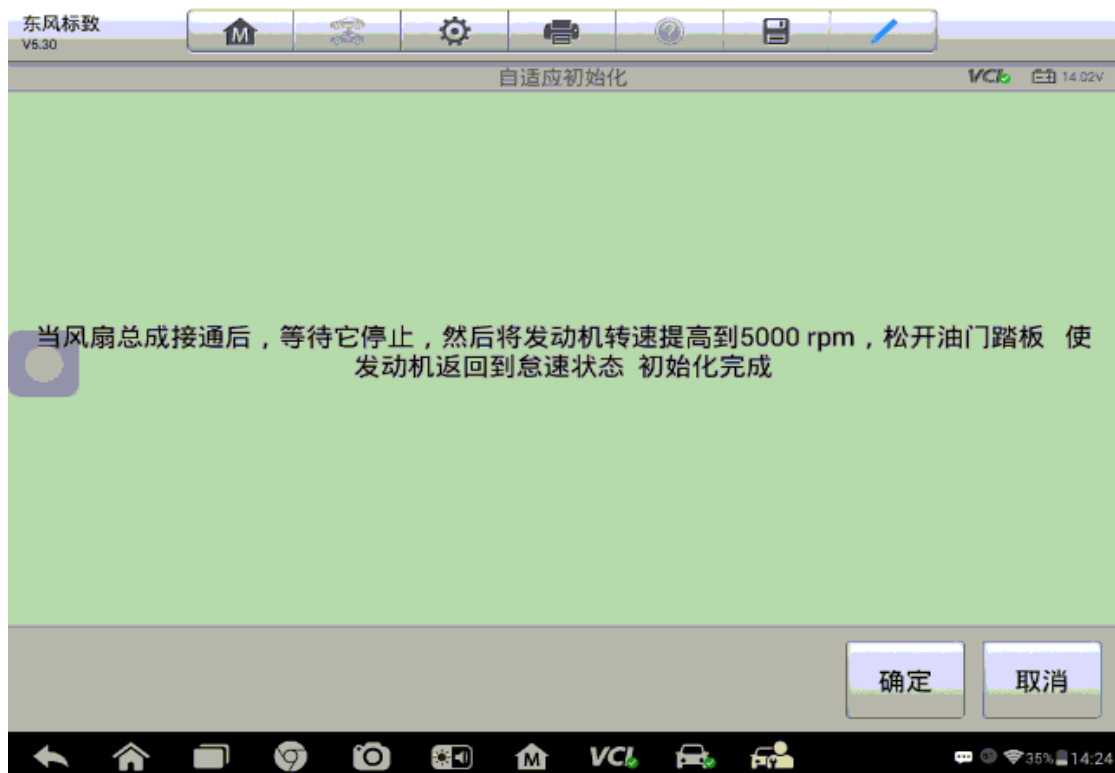 东风标致
V5.30
自适应初始化
VCI
14.02V
当风扇总成接通后，等待它停止，然后将发动机转速提高到5000 rpm，松开油门踏板 使
发动机返回到怠速状态 初始化完成
确定
取消
M
VCI
35%
14:24